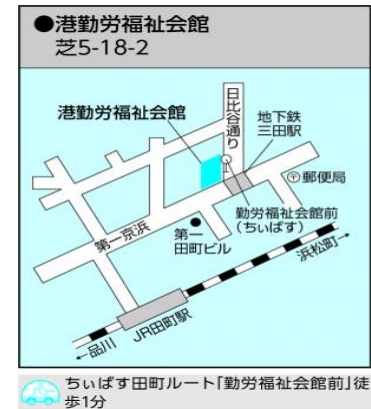 ●港勤労福祉会館
芝5-18-2
港勤労福祉会館
日比谷通り
地下鉄
三田駅
〒郵便局
勤労福祉会館前
(ちぃばす)
第一京浜
第一
田町ビル
浜松町→
JR田町駅
←品川
ちぃばす田町ルート「勤労福祉会館前」徒
歩1分